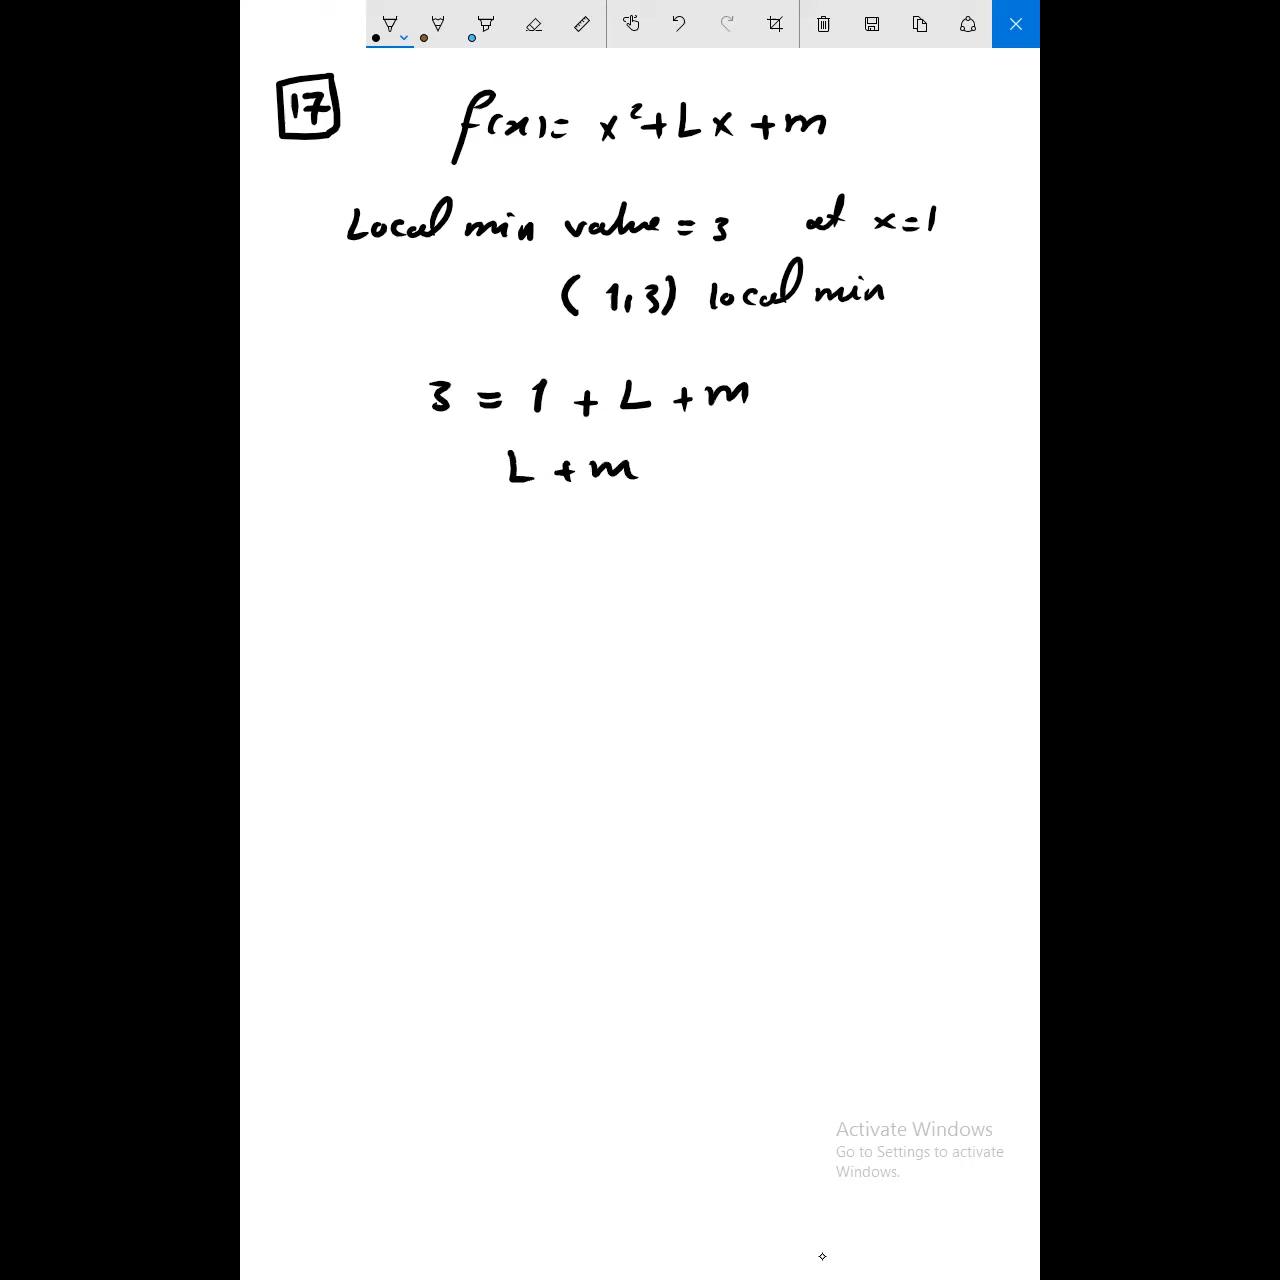 17
f(x) = x² + Lx + m
Local min value = 3 at x = 1
(1,3) local min
3 = 1 + L + m
L + m
Activate Windows
Go to Settings to activate
Windows.